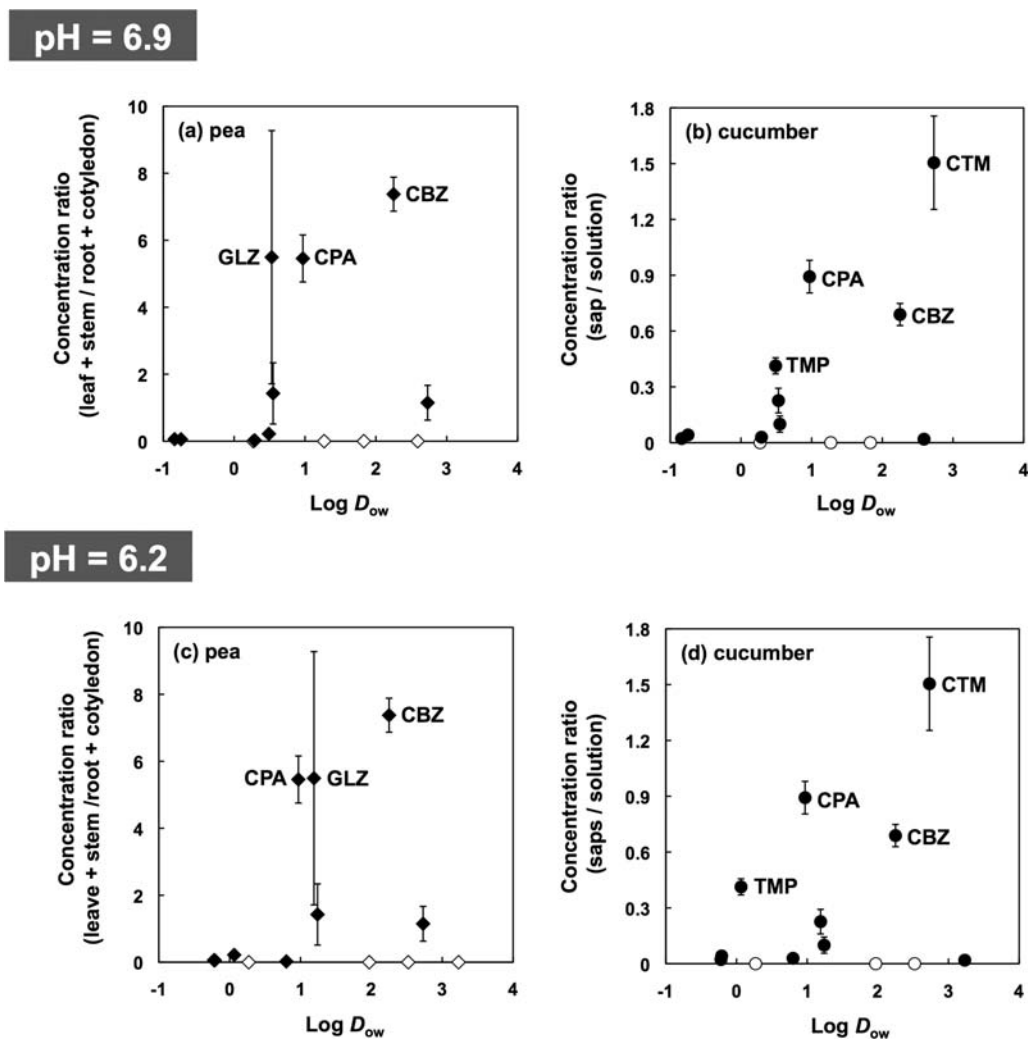 pH = 6.9
Concentration ratio
(leaf + stem / root + cotyledon)
10
8
6
4
2
0
(a) pea
GLZ
CPA
CBZ
-1 0 1 2 3 4
Log Dow
Concentration ratio
(sap / solution)
1.8
1.5
1.2
0.9
0.6
0.3
0
(b) cucumber
CTM
CPA
CBZ
TMP
-1 0 1 2 3 4
Log Dow
pH = 6.2
Concentration ratio
(leave + stem /root + cotyledon)
10
8
6
4
2
0
(c) pea
CBZ
CPA
GLZ
-1 0 1 2 3 4
Log Dow
Concentration ratio
(saps / solution)
1.8
1.5
1.2
0.9
0.6
0.3
0
(d) cucumber
CTM
CPA
CBZ
TMP
-1 0 1 2 3 4
Log Dow